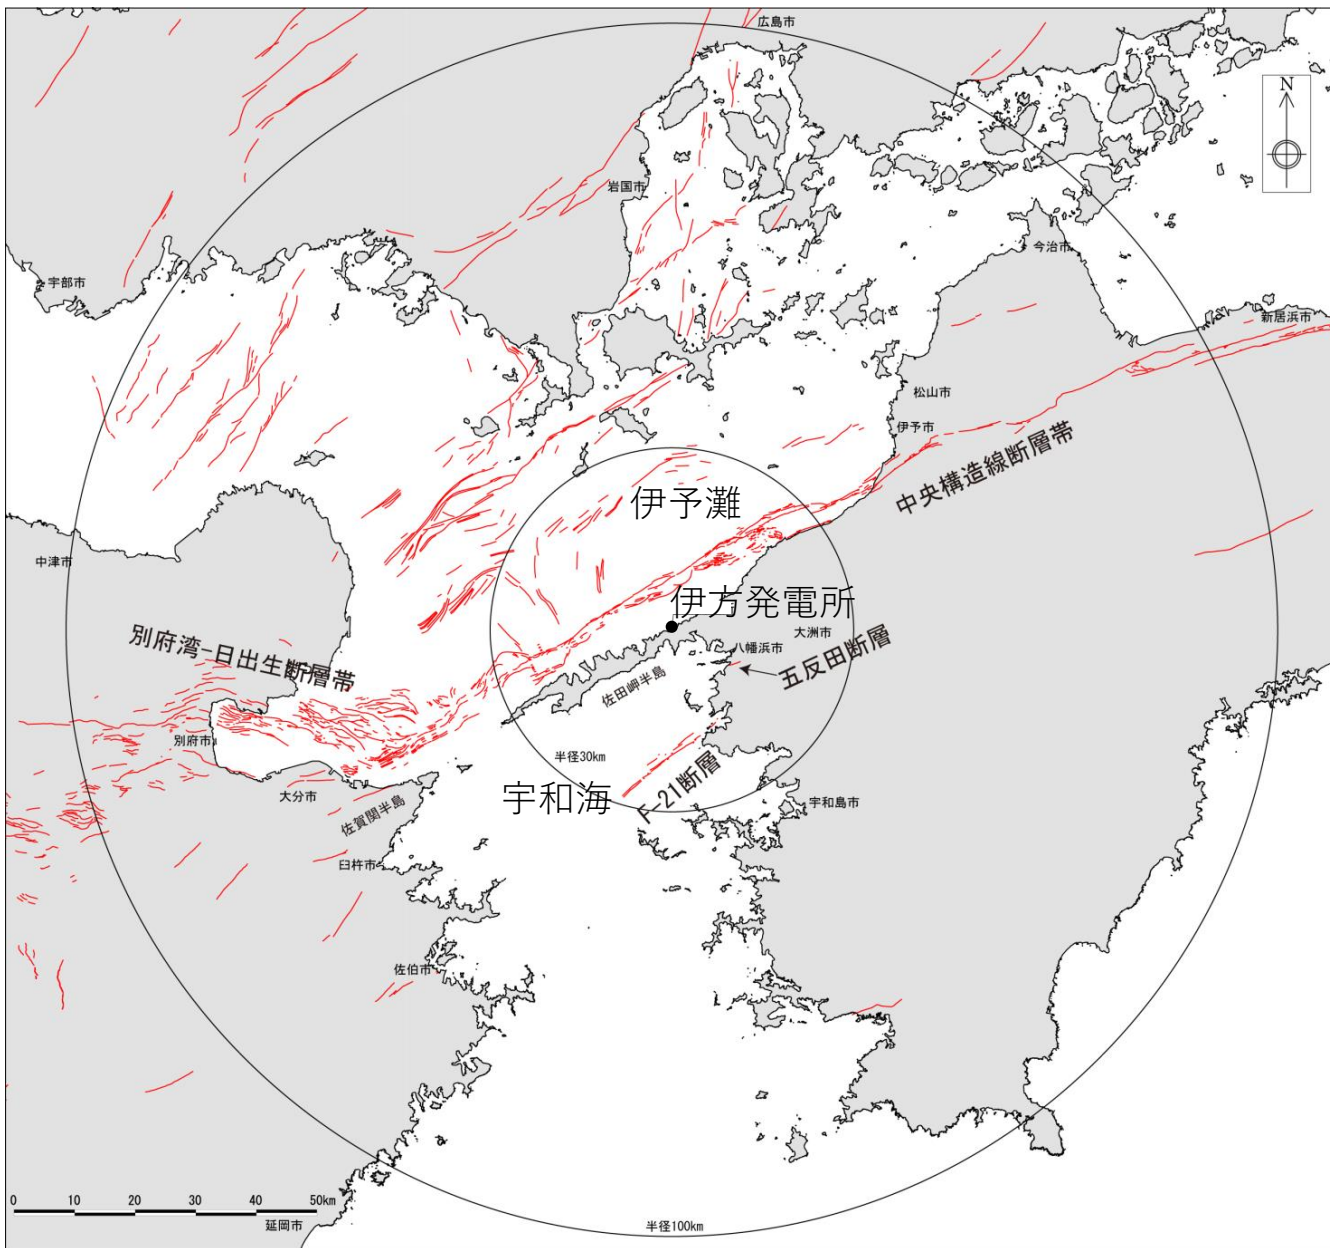 広島市
N
岩国市
今治市
宇部市
新居浜市
松山市
伊予市
中央構造線断層帯
伊予灘
中津市
伊方発電所
大洲市
八幡浜市
五反田断層
別府湾-日出生断層帯
佐田岬半島
別府市
半径30km
大分市
宇和海
F-21断層
宇和島市
佐賀関半島
臼杵市
佐伯市
0 10 20 30 40 50km
延岡市
半径100km